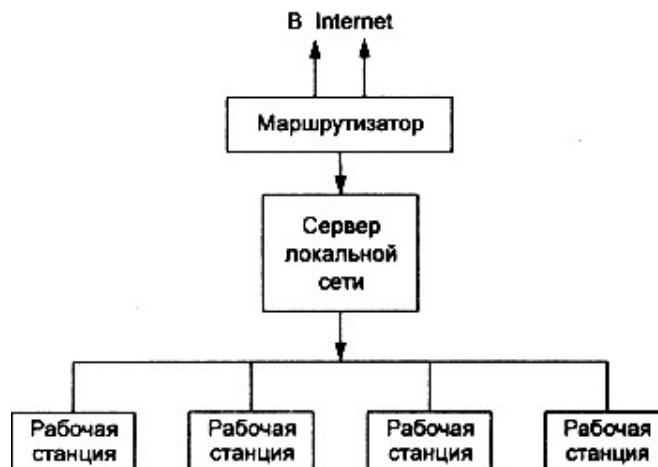 В Internet
Маршрутизатор
Сервер
локальной
сети
Рабочая
станция
Рабочая
станция
Рабочая
станция
Рабочая
станция